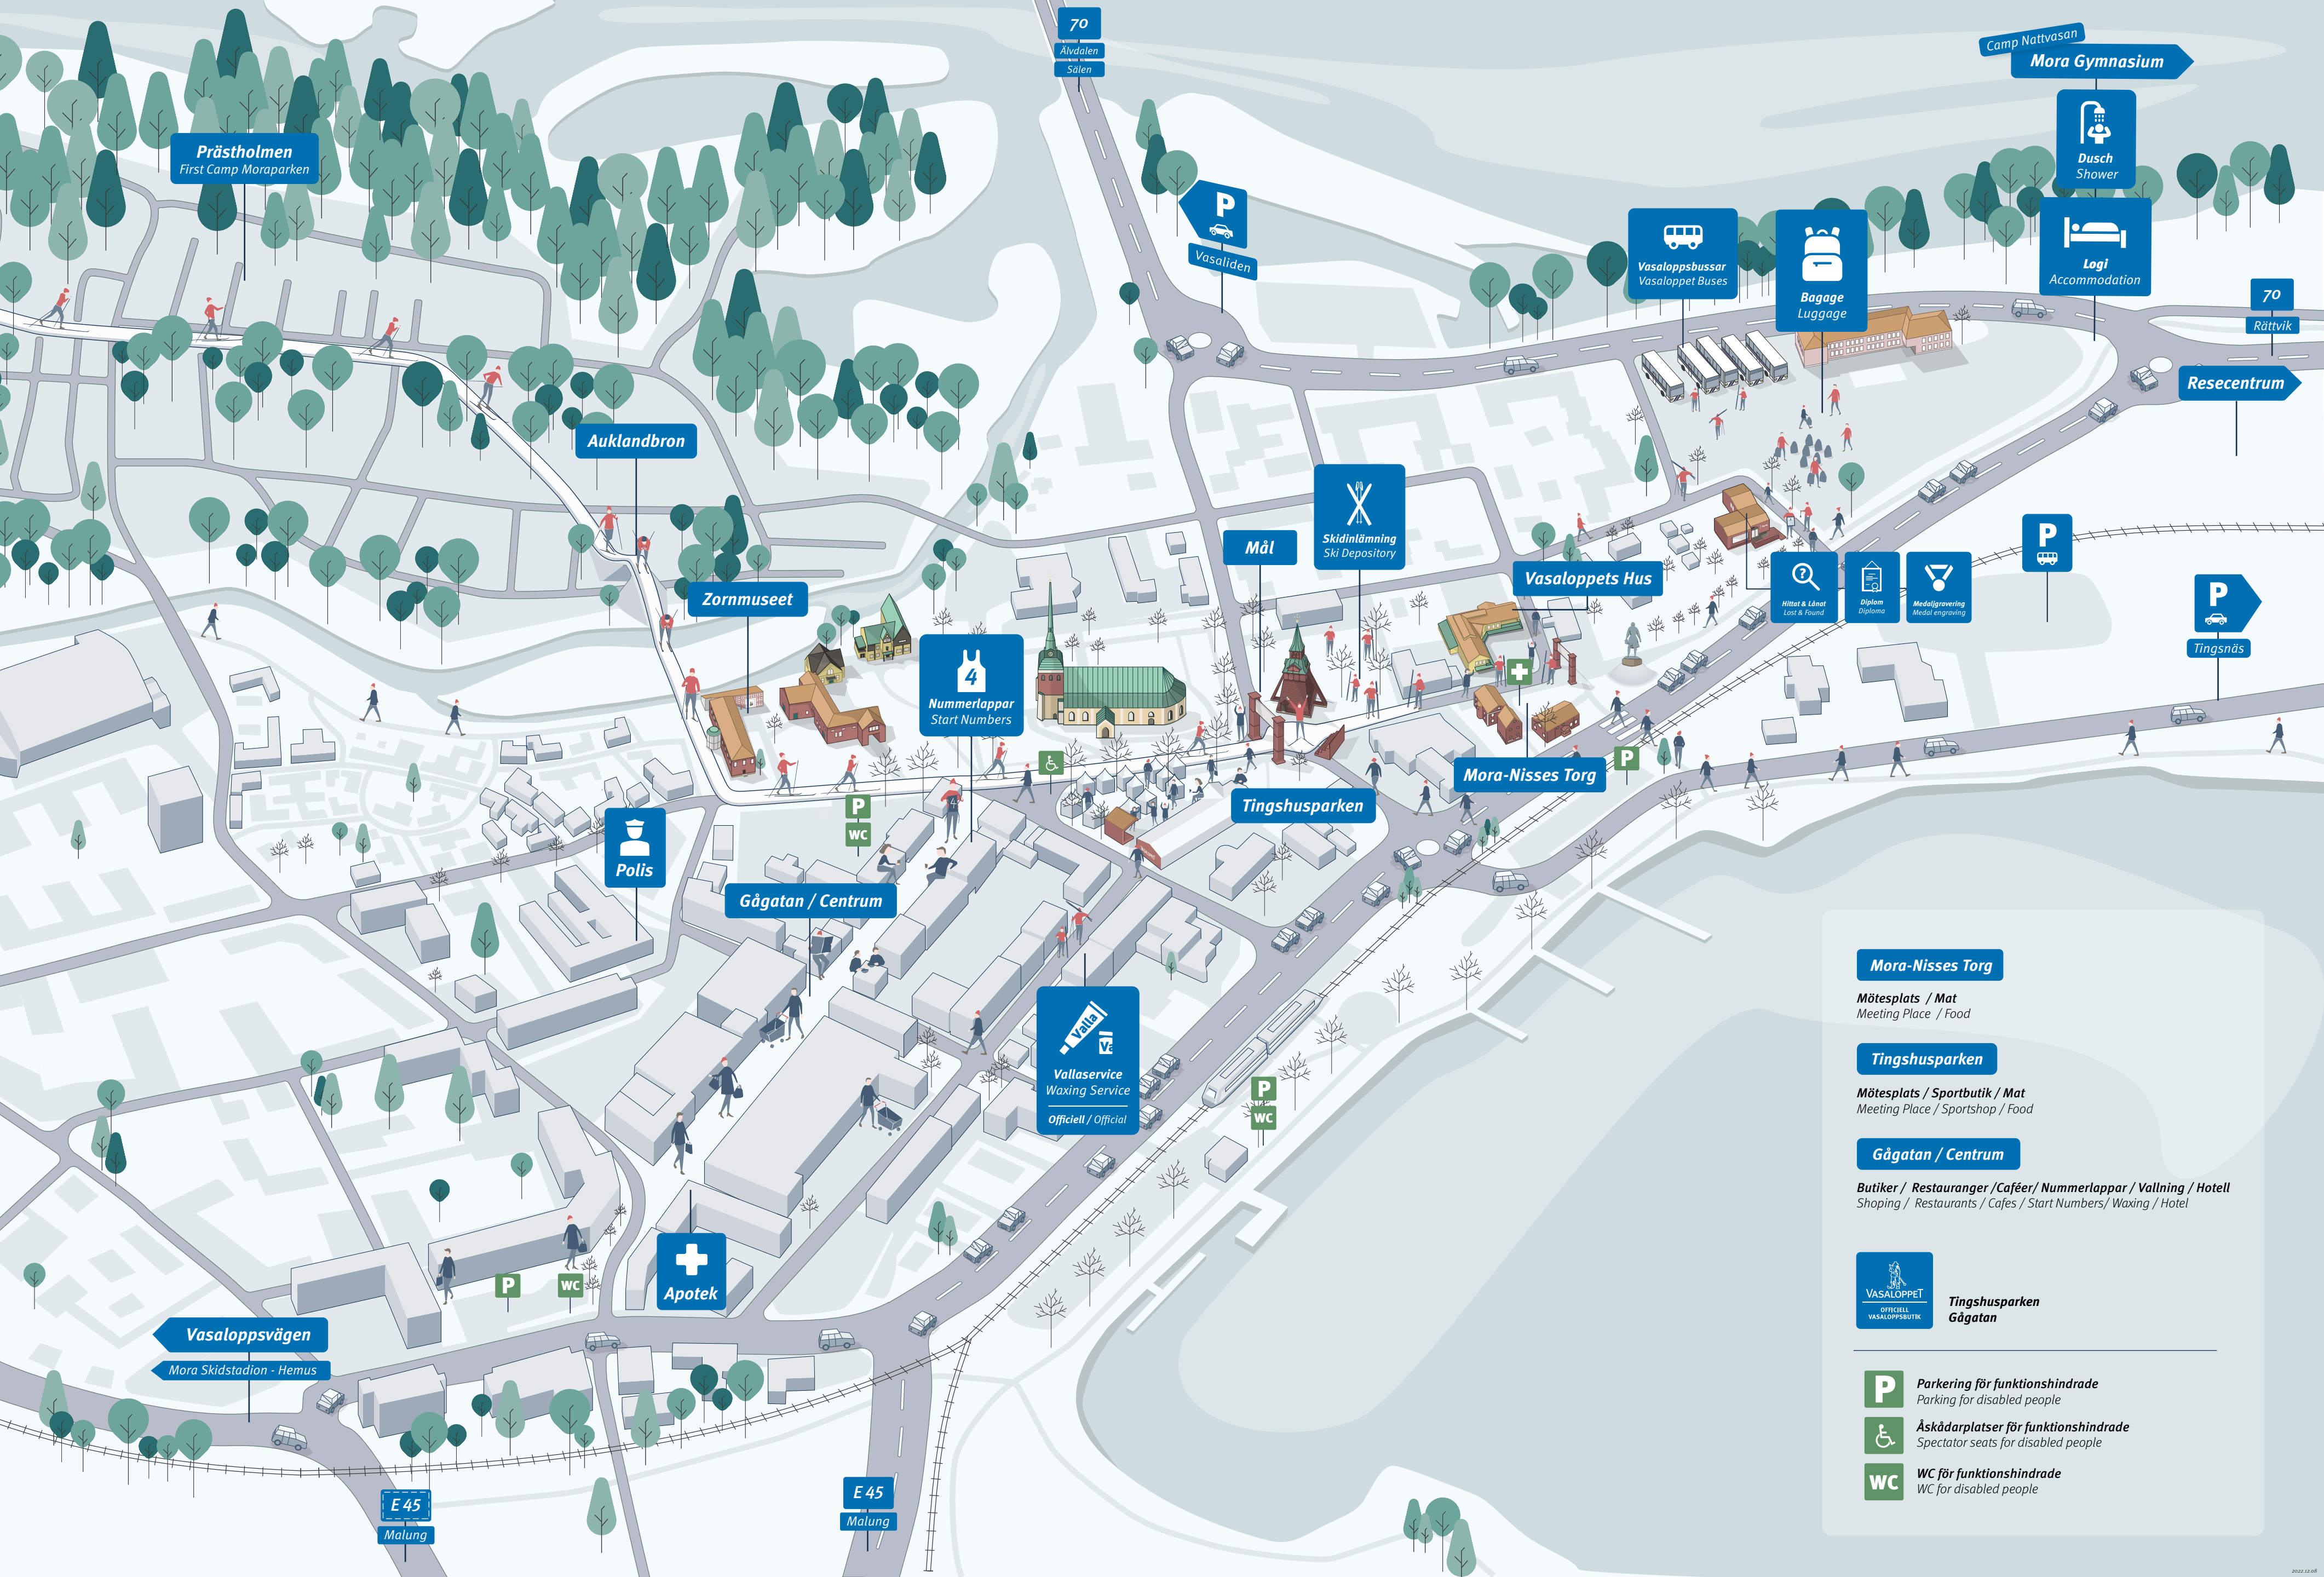 70
Älvdalen
Sälen
Camp Nattvasan
Mora Gymnasium
Dusch
Shower
Prästholmen
First Camp Moraparken
P
Vasaliden
Vasaloppsbussar
Vasaloppet Buses
Bagage
Luggage
Logi
Accommodation
70
Rättvik
Resecentrum
Auklandbron
Mål
Skidinlämning
Ski Depository
Vasaloppets Hus
P
?
Hittat & Lånat
Lost & Found
Diplom
Diploma
Medaljgravering
Medal engraving
P
Tingsnäs
Zornmuseet
4
Nummerlappar
Start Numbers
Mora-Nisses Torg
P
Tingshusparken
P
WC
4
Polis
Gågatan / Centrum
Valla
Va
Vallaservice
Waxing Service
Officiell / Official
P
WC
Apotek
P
WC
Vasaloppsvägen
Mora Skidstadion - Hemus
E 45
Malung
E 45
Malung
Mora-Nisses Torg
Mötesplats / Mat
Meeting Place / Food
Tingshusparken
Mötesplats / Sportbutik / Mat
Meeting Place / Sportshop / Food
Gågatan / Centrum
Butiker / Restauranger /Caféer/ Nummerlappar / Vallning / Hotell
Shoping / Restaurants / Cafes / Start Numbers/ Waxing / Hotel
VASALOPPET
OFFICIELL
VASALOPPSBUTIK
Tingshusparken
Gågatan
P
Parkering för funktionshindrade
Parking for disabled people
Åskådarplatser för funktionshindrade
Spectator seats for disabled people
WC
WC för funktionshindrade
WC for disabled people
2022.12.06